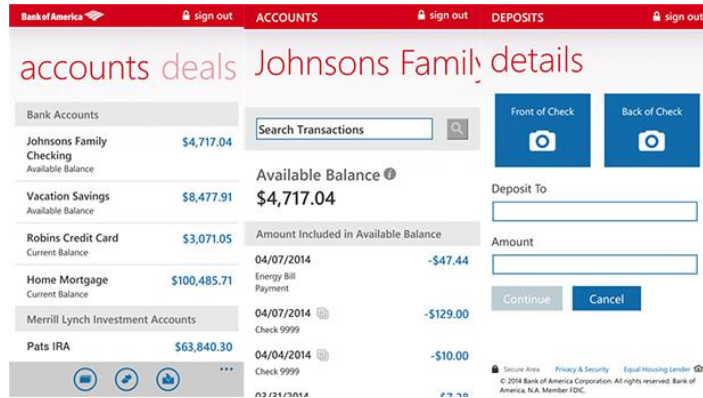 Bank of America
sign out
accounts deals
Bank Accounts
Johnsons Family
Checking
$4,717.04
Available Balance
Vacation Savings
$8,477.91
Available Balance
Robins Credit Card
$3,071.05
Current Balance
Home Mortgage
$100,485.71
Current Balance
Merrill Lynch Investment Accounts
Pats IRA
$63,840.30
ACCOUNTS
sign out
Johnsons Family
Search Transactions
Available Balance
$4,717.04
Amount Included in Available Balance
04/07/2014
-$47.44
Energy Bill
Payment
04/07/2014
-$129.00
Check 9999
04/04/2014
-$10.00
Check 9999
03/31/2014
DEPOSITS
sign out
details
Front of Check
Back of Check
Deposit To
Amount
Continue
Cancel
Secure Area Privacy & Security Equal Housing Lender
© 2014 Bank of America Corporation. All rights reserved. Bank of
America, N.A. Member FDIC.